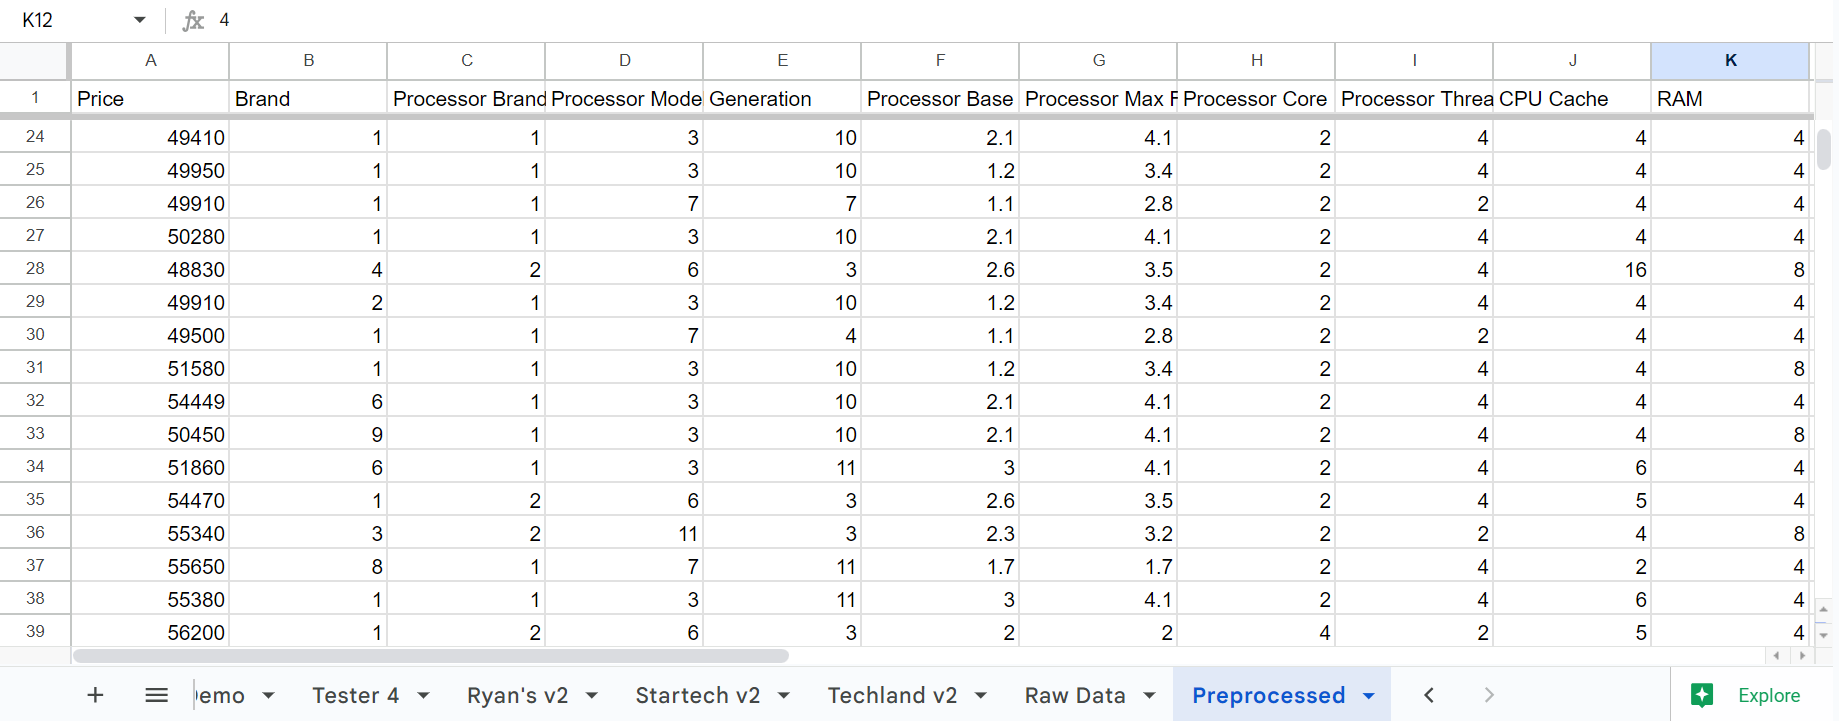 K12 fx 4
A B C D E F G H I J K
1 Price Brand Processor Brand Processor Mode Generation Processor Base Processor Max F Processor Core Processor Threa CPU Cache RAM
24 49410 1 1 3 10 2.1 4.1 2 4 4 4
25 49950 1 1 3 10 1.2 3.4 2 4 4 4
26 49910 1 1 7 7 1.1 2.8 2 2 4 4
27 50280 1 1 3 10 2.1 4.1 2 4 4 4
28 48830 4 2 6 3 2.6 3.5 2 4 16 8
29 49910 2 1 3 10 1.2 3.4 2 4 4 4
30 49500 1 1 7 4 1.1 2.8 2 2 4 4
31 51580 1 1 3 10 1.2 3.4 2 4 4 8
32 54449 6 1 3 10 2.1 4.1 2 4 4 4
33 50450 9 1 3 10 2.1 4.1 2 4 4 8
34 51860 6 1 3 11 3 4.1 2 4 6 4
35 54470 1 2 6 3 2.6 3.5 2 4 5 4
36 55340 3 2 11 3 2.3 3.2 2 2 4 8
37 55650 8 1 7 11 1.7 1.7 2 4 2 4
38 55380 1 1 3 11 3 4.1 2 4 6 4
39 56200 1 2 6 3 2 2 4 2 5 4
emo Tester 4 Ryan's v2 Startech v2 Techland v2 Raw Data Preprocessed Explore